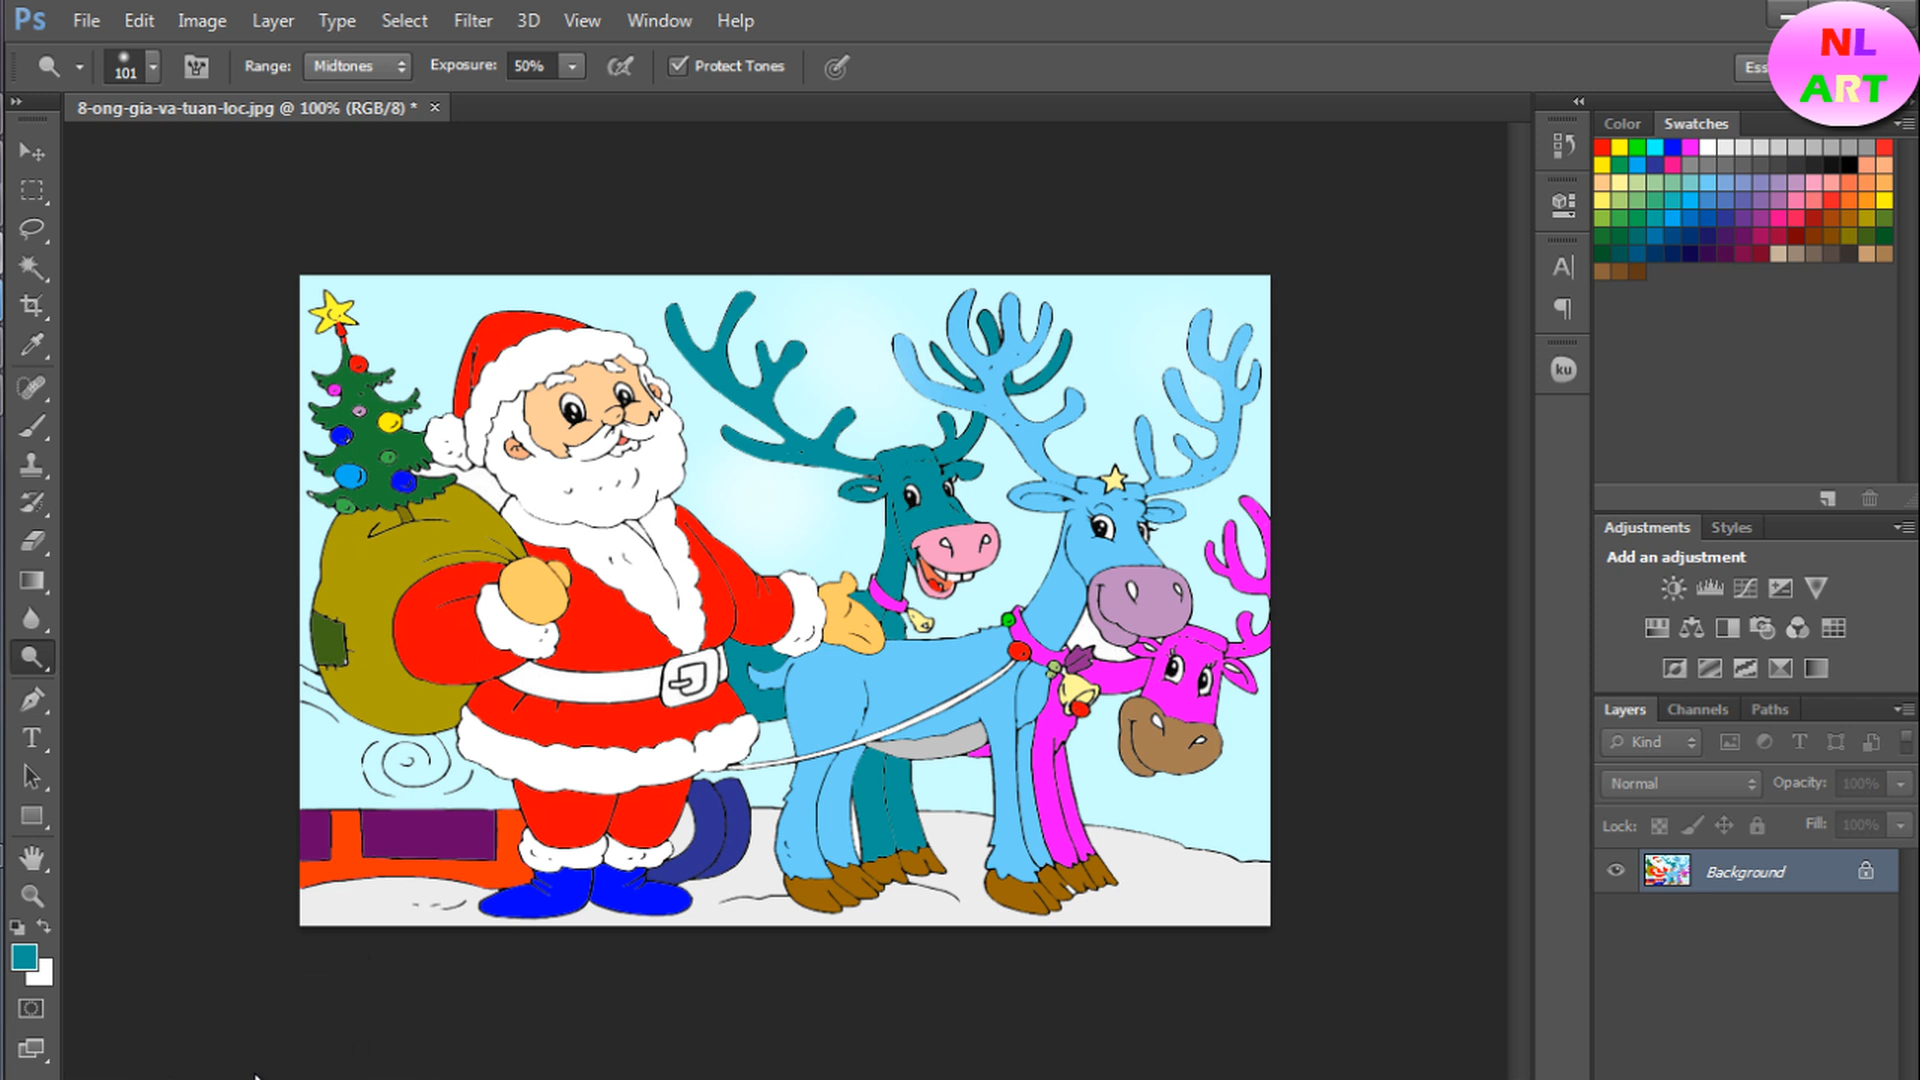 Ps File Edit Image Layer Type Select Filter 3D View Window Help
NL
ART
101 Range: Midtones Exposure: 50% Protect Tones
8-ong-gia-va-tuan-loc.jpg @ 100% (RGB/8) * ×
Color Swatches
A|
¶
ku
Adjustments Styles
Add an adjustment
Layers Channels Paths
Kind
T
Normal Opacity: 100%
Lock: Fill: 100%
Background
T